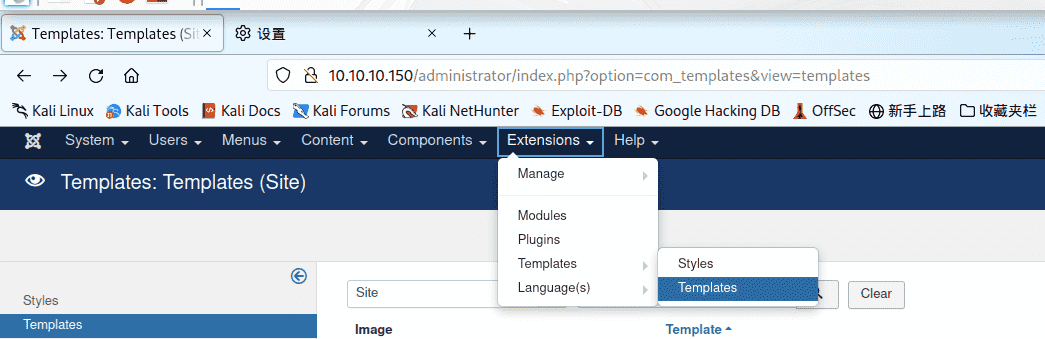 Templates: Templates (Sit
设置
10.10.10.150/administrator/index.php?option=com_templates&view=templates
Kali Linux Kali Tools Kali Docs Kali Forums Kali NetHunter Exploit-DB Google Hacking DB OffSec 新手上路 收藏夹栏
System Users Menus Content Components Extensions Help
Templates: Templates (Site)
Manage
Modules
Plugins
Templates
Language(s)
Styles
Templates
Styles
Templates
Site
Clear
Image
Template